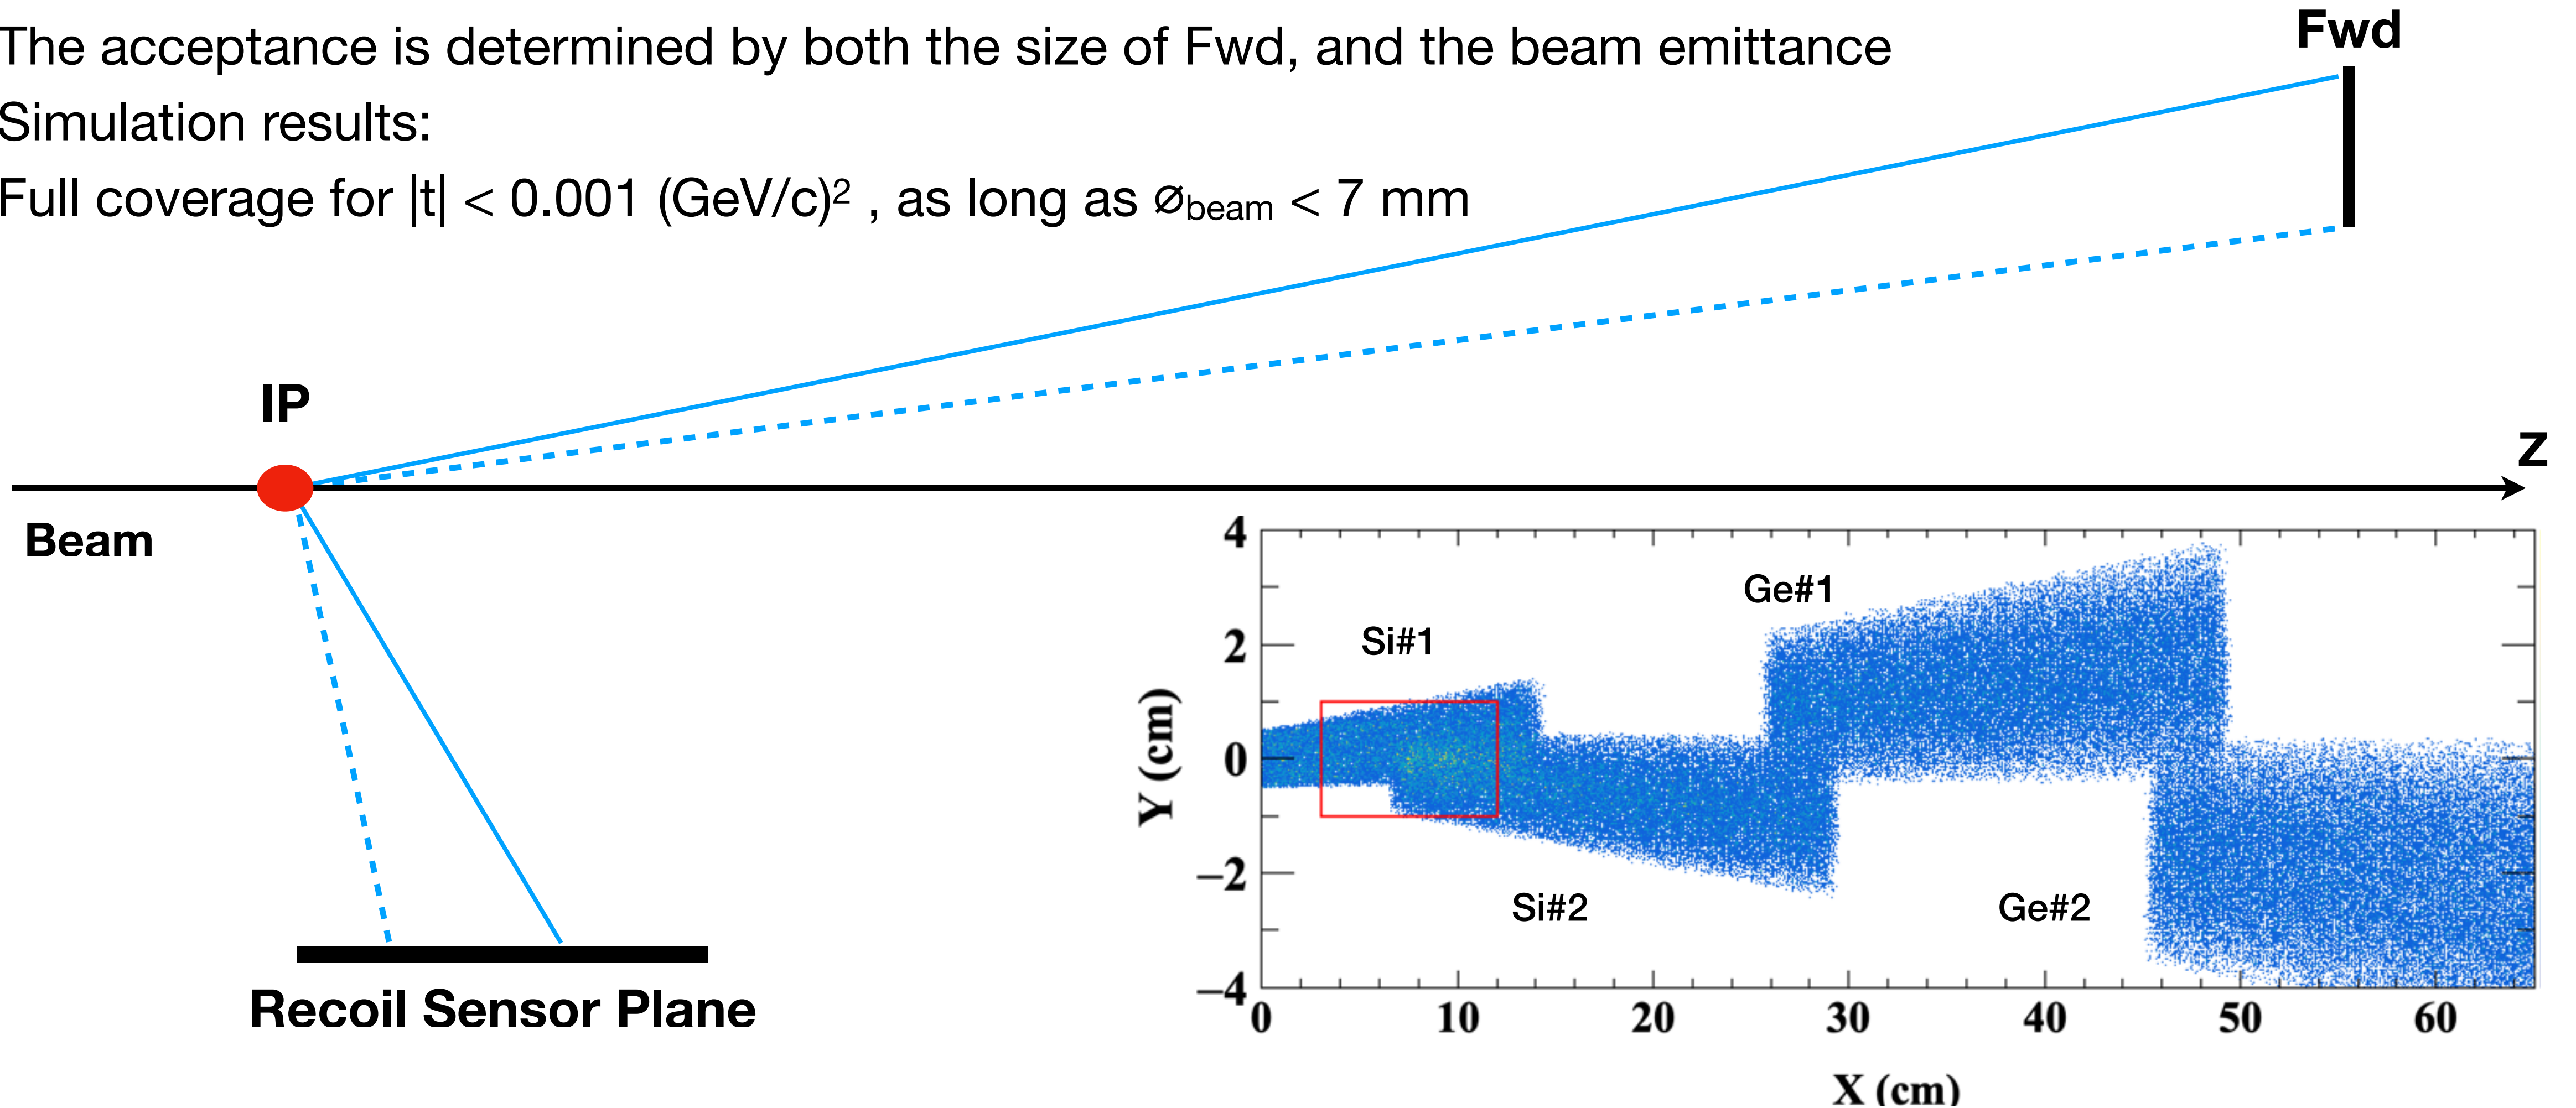 The acceptance is determined by both the size of Fwd, and the beam emittance
Simulation results:
Full coverage for |t| < 0.001 (GeV/c)² , as long as ⌀beam < 7 mm
Fwd
IP
Z
Beam
Recoil Sensor Plane
Si#1
Ge#1
Si#2
Ge#2
4
2
0
−2
−4
Y (cm)
0 10 20 30 40 50 60
X (cm)